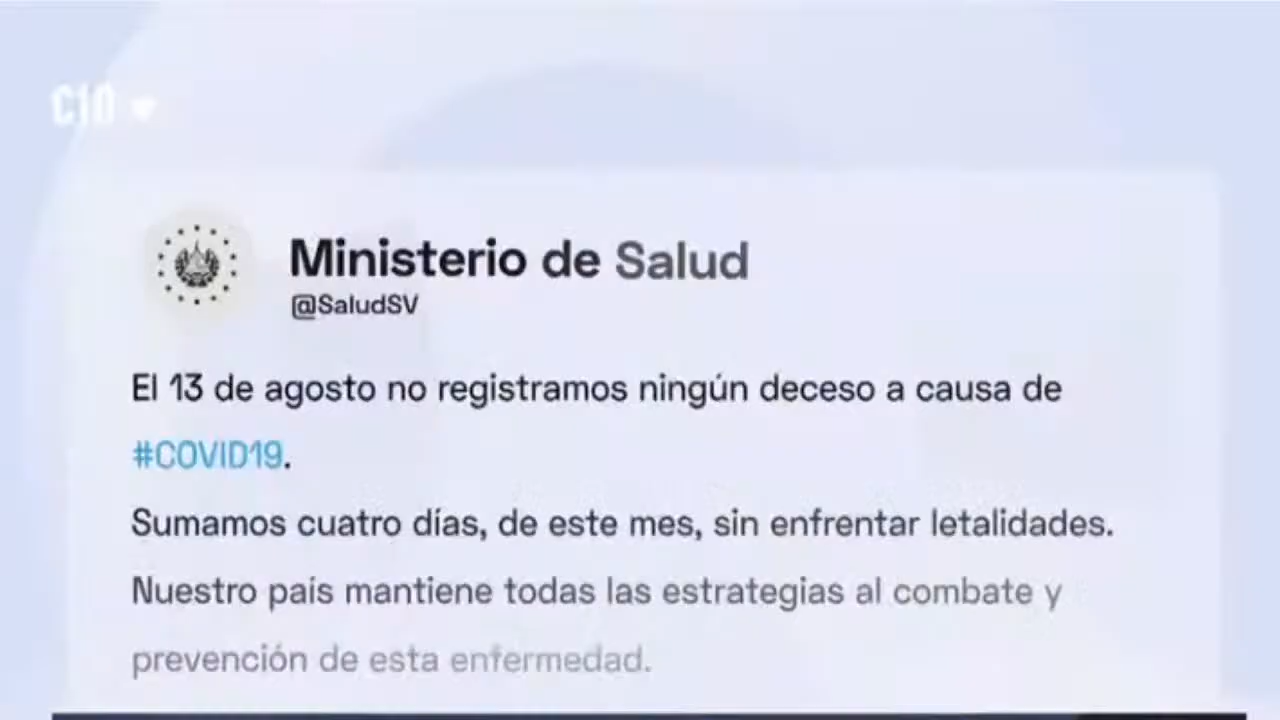 C10
Ministerio de Salud
@SaludSV
El 13 de agosto no registramos ningún deceso a causa de
#COVID19.
Sumamos cuatro días, de este mes, sin enfrentar letalidades.
Nuestro país mantiene todas las estrategias al combate y
prevención de esta enfermedad.